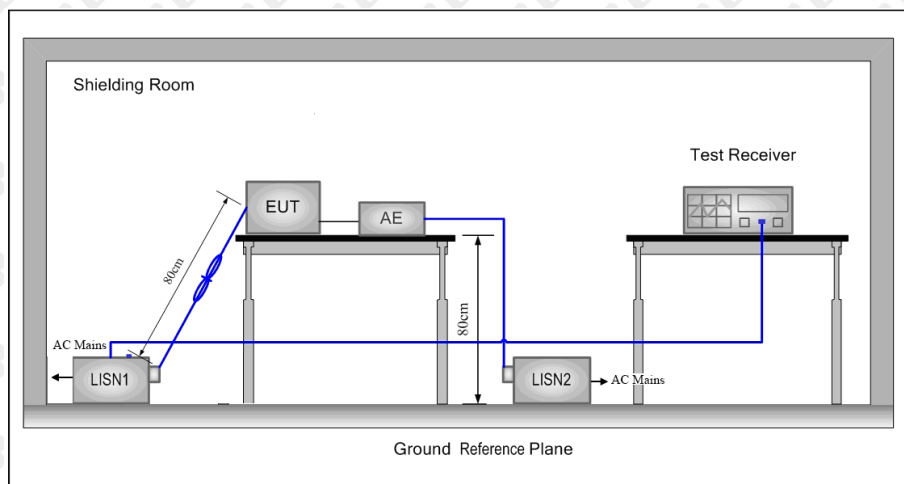 Shielding Room
Test Receiver
EUT
AE
80cm
80cm
AC Mains
LISN1
LISN2
AC Mains
Ground Reference Plane